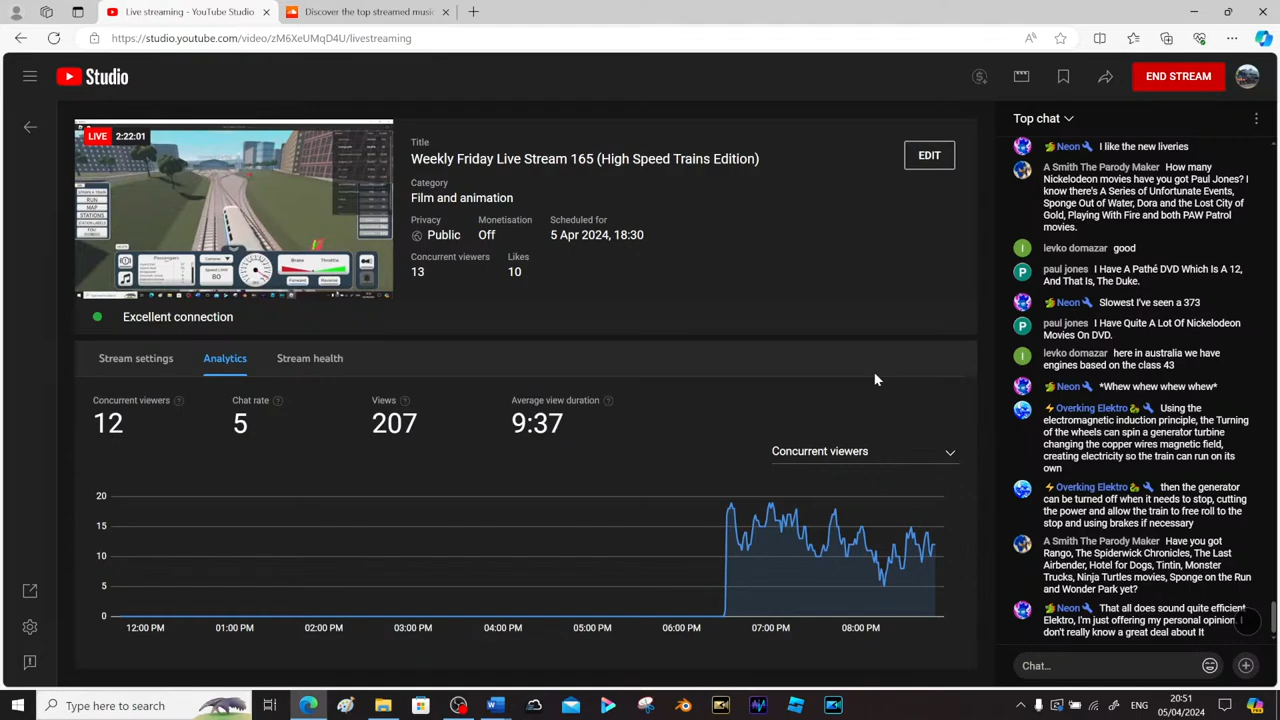 Live streaming - YouTube Studio
Discover the top streamed music
https://studio.youtube.com/video/zM6XeUMqD4U/livestreaming
Studio
END STREAM
LIVE 2:22:01
RUN
MAP
STATIONS
Passengers
Speed Limit
80
Brake Throttle
Forward Reverse
Title
Weekly Friday Live Stream 165 (High Speed Trains Edition)
EDIT
Category
Film and animation
Privacy Monetisation Scheduled for
Public Off 5 Apr 2024, 18:30
Concurrent viewers Likes
13 10
Excellent connection
Stream settings Analytics Stream health
Concurrent viewers Chat rate Views Average view duration
12 5 207 9:37
Concurrent viewers
20
15
10
5
0
12:00 PM 01:00 PM 02:00 PM 03:00 PM 04:00 PM 05:00 PM 06:00 PM 07:00 PM 08:00 PM
Top chat
Neon I like the new liveries
A Smith The Parody Maker How many
Nickelodeon movies have you got Paul Jones? I
know there's A Series of Unfortunate Events,
Sponge Out of Water, Dora and the Lost City of
Gold, Playing With Fire and both PAW Patrol
movies.
levko domazar good
paul jones I Have A Pathé DVD Which Is A 12,
And That Is, The Duke.
Neon Slowest I've seen a 373
paul jones I Have Quite A Lot Of Nickelodeon
Movies On DVD.
levko domazar here in australia we have
engines based on the class 43
Neon *Whew whew whew whew*
Overking Elektro Using the
electromagnetic induction principle, the Turning
of the wheels can spin a generator turbine
changing the copper wires magnetic field,
creating electricity so the train can run on its
own
Overking Elektro then the generator
can be turned off when it needs to stop, cutting
the power and allow the train to free roll to the
stop and using brakes if necessary
A Smith The Parody Maker Have you got
Rango, The Spiderwick Chronicles, The Last
Airbender, Hotel for Dogs, Tintin, Monster
Trucks, Ninja Turtles movies, Sponge on the Run
and Wonder Park yet?
Neon That all does sound quite efficient
Elektro, I'm just offering my personal opinion. I
don't really know a great deal about It
Chat...
Type here to search
ENG
20:51
05/04/2024